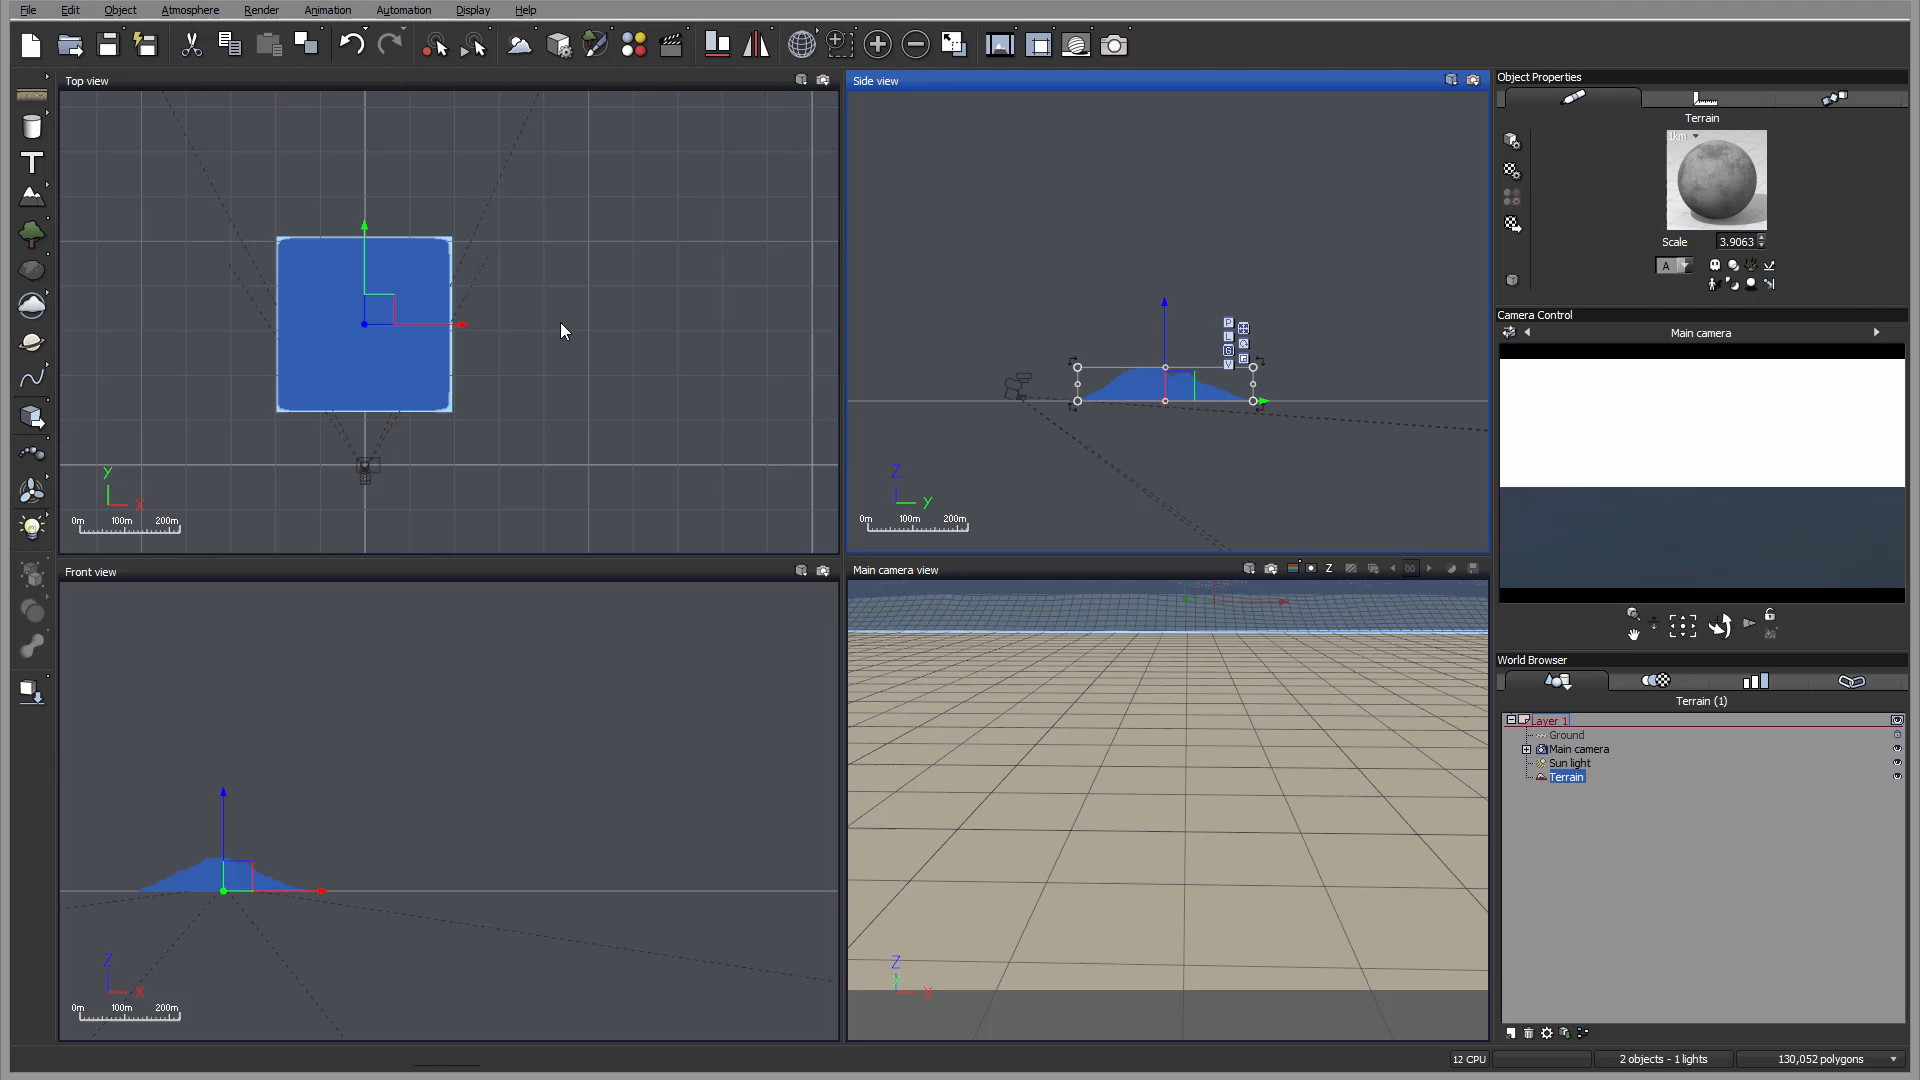 File Edit Object Atmosphere Render Animation Automation Display Help
Top view
Side view
Object Properties
Terrain
1km
Scale 3.9063
A
Camera Control
Main camera
P
L
G
V
Y
X
0m 100m 200m
Z
Y
0m 100m 200m
Front view
Main camera view
Z
00
World Browser
Terrain (1)
Layer 1
Ground
Main camera
Sun light
Terrain
Z
X
0m 100m 200m
Z
X
12 CPU
2 objects - 1 lights
130,052 polygons